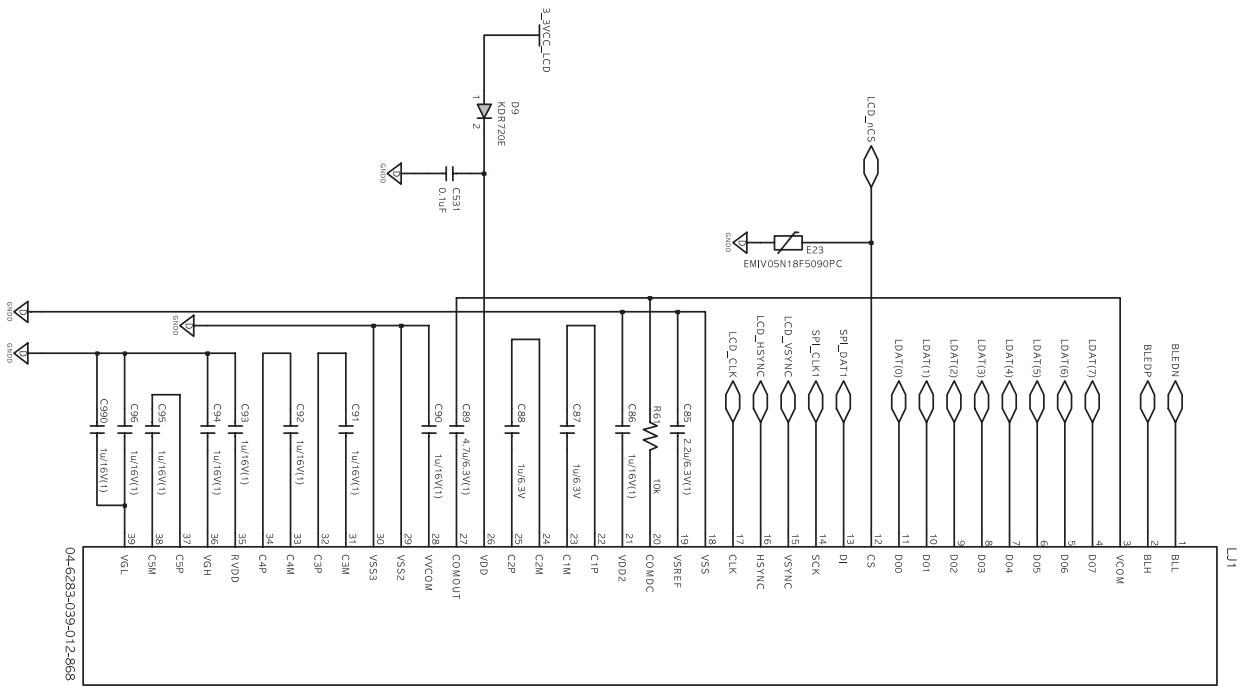 3_3VCC_LCD
1
2
D9
KDR720E
C531
0.1uF
D
GNDD
LCD_nCS
E23
EMIV05N18F5090PC
D
GNDD
D
GNDD
D
GNDD
D
GNDD
BLEDN
BLEDP
LDAT(7)
LDAT(6)
LDAT(5)
LDAT(4)
LDAT(3)
LDAT(2)
LDAT(1)
LDAT(0)
SPI_DAT1
SPI_CLK1
LCD_VSYNC
LCD_HSYNC
LCD_CLK
C85
2.2u/6.3V(1)
R61
10k
C86
1u/16V(1)
C87
1u/6.3V
C88
1u/6.3V
C89
4.7u/6.3V(1)
C90
1u/16V(1)
C91
1u/16V(1)
C92
1u/16V(1)
C93
1u/16V(1)
C94
1u/16V(1)
C95
1u/16V(1)
C96
1u/16V(1)
C990
1u/16V(1)
LJ1
1 BLL
2 BLH
3 VCOM
4 DO7
5 DO6
6 DO5
7 DO4
8 DO3
9 DO2
10 DO1
11 DO0
12 CS
13 DI
14 SCK
15 VSYNC
16 HSYNC
17 CLK
18 VSS
19 VSREF
20 COMDC
21 VDD2
22 C1P
23 C1M
24 C2M
25 C2P
26 VDD
27 COMOUT
28 VVCOM
29 VSS2
30 VSS3
31 C3M
32 C3P
33 C4M
34 C4P
35 RVDD
36 VGH
37 C5P
38 C5M
39 VGL
04-6283-039-012-868